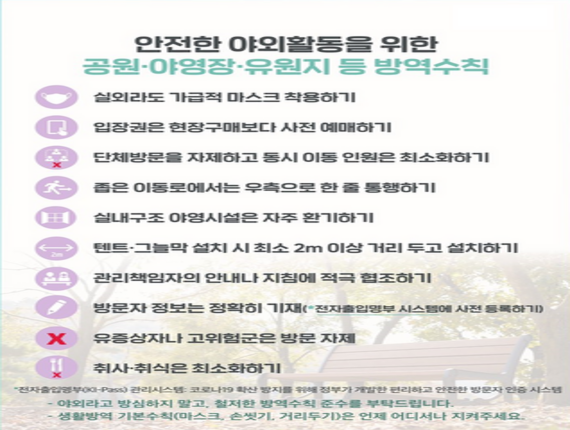 안전한 야외활동을 위한
공원·야영장·유원지 등 방역수칙
실외라도 가급적 마스크 착용하기
입장권은 현장구매보다 사전 예매하기
단체방문을 자제하고 동시 이동 인원은 최소화하기
좁은 이동로에서는 우측으로 한 줄 통행하기
실내구조 야영시설은 자주 환기하기
2m
텐트·그늘막 설치 시 최소 2m 이상 거리 두고 설치하기
관리책임자의 안내나 지침에 적극 협조하기
방문자 정보는 정확히 기재(*전자출입명부 시스템에 사전 등록하기)
유증상자나 고위험군은 방문 자제
취사·취식은 최소화하기
*전자출입명부(KI-Pass) 관리시스템: 코로나19 확산 방지를 위해 정부가 개발한 편리하고 안전한 방문자 인증 시스템
- 야외라고 방심하지 말고, 철저한 방역수칙 준수를 부탁드립니다.
- 생활방역 기본수칙(마스크, 손씻기, 거리두기)은 언제 어디서나 지켜주세요.